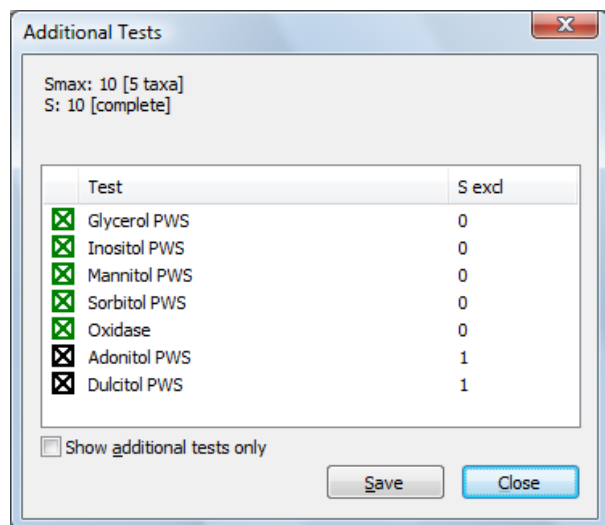 Additional Tests
Smax: 10 [5 taxa]
S: 10 [complete]
Test S excl
Glycerol PWS 0
Inositol PWS 0
Mannitol PWS 0
Sorbitol PWS 0
Oxidase 0
Adonitol PWS 1
Dulcitol PWS 1
Show additional tests only
Save Close